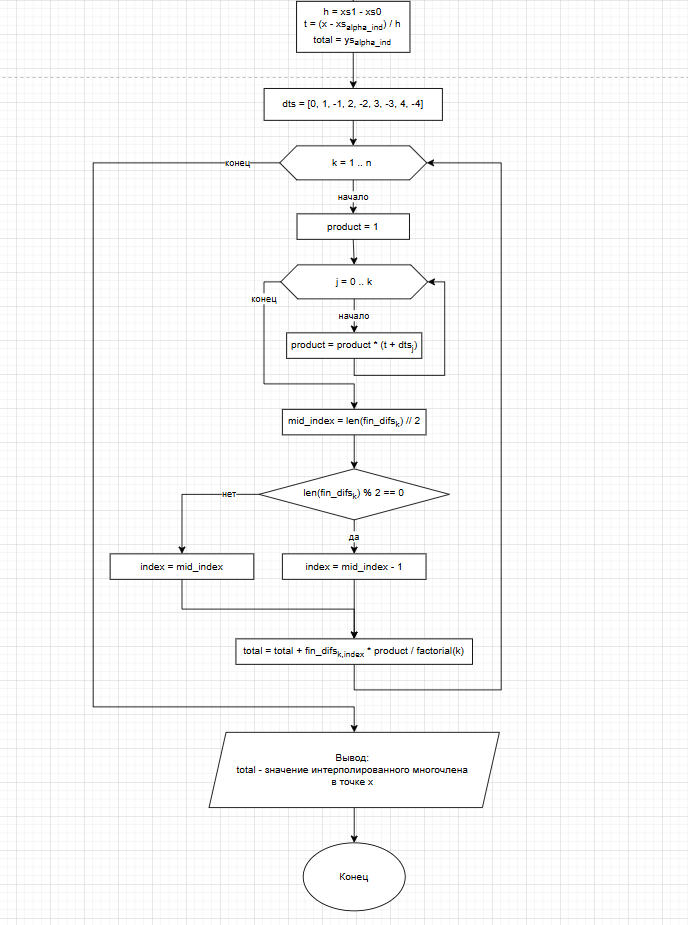 h = xs1 - xs0
t = (x - xsalpha_ind) / h
total = ysalpha_ind
dts = [0, 1, -1, 2, -2, 3, -3, 4, -4]
конец
k = 1 .. n
начало
product = 1
j = 0 .. k
конец
начало
product = product * (t + dtsj)
mid_index = len(fin_difsk) // 2
len(fin_difsk) % 2 == 0
нет
да
index = mid_index
index = mid_index - 1
total = total + fin_difsk,index * product / factorial(k)
Вывод:
total - значение интерполированного многочлена
в точке x
Конец